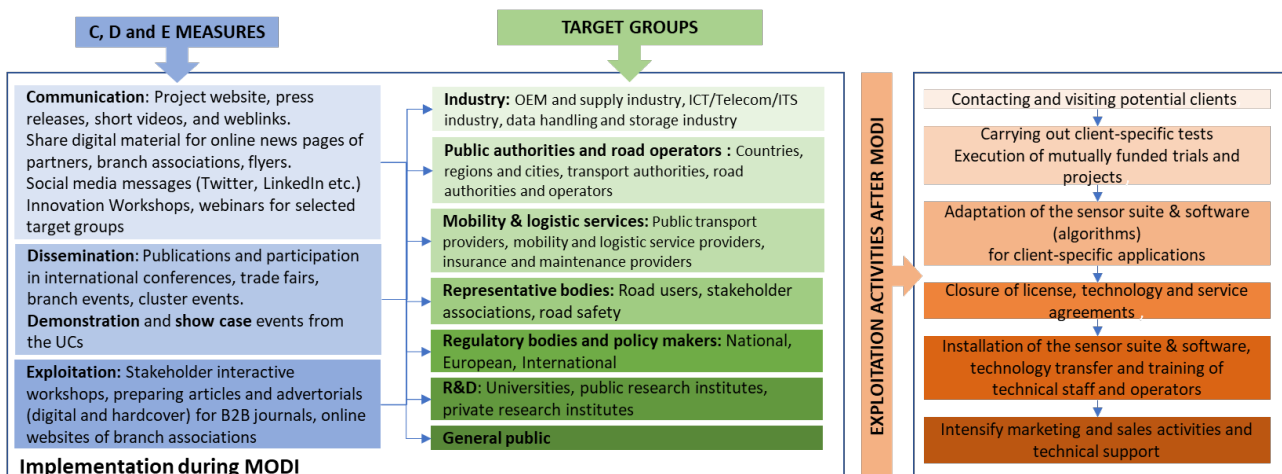 C, D and E MEASURES
TARGET GROUPS
Communication: Project website, press
releases, short videos, and weblinks.
Share digital material for online news pages of
partners, branch associations, flyers.
Social media messages (Twitter, LinkedIn etc.)
Innovation Workshops, webinars for selected
target groups
Dissemination: Publications and participation
in international conferences, trade fairs,
branch events, cluster events.
Demonstration and show case events from
the UCs
Exploitation: Stakeholder interactive
workshops, preparing articles and advertorials
(digital and hardcover) for B2B journals, online
websites of branch associations
Implementation during MODI
Industry: OEM and supply industry, ICT/Telecom/ITS
industry, data handling and storage industry
Public authorities and road operators : Countries,
regions and cities, transport authorities, road
authorities and operators
Mobility & logistic services: Public transport
providers, mobility and logistic service providers,
insurance and maintenance providers
Representative bodies: Road users, stakeholder
associations, road safety
Regulatory bodies and policy makers: National,
European, International
R&D: Universities, public research institutes,
private research institutes
General public
EXPLOITATION ACTIVITIES AFTER MODI
Contacting and visiting potential clients
Carrying out client-specific tests
Execution of mutually funded trials and
projects ,
Adaptation of the sensor suite & software
(algorithms)
for client-specific applications
Closure of license, technology and service
agreements ,
Installation of the sensor suite & software,
technology transfer and training of
technical staff and operators
Intensify marketing and sales activities and
technical support